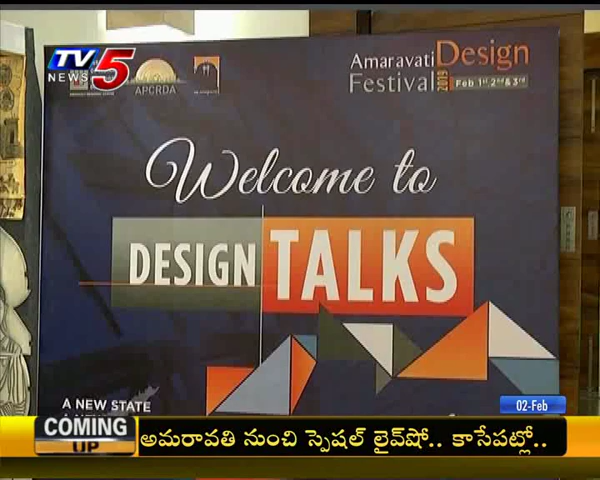 TV5
NEWS
APCRDA
Amaravati Design
Festival 2019 Feb 1st 2nd & 3rd
Welcome to
DESIGN TALKS
A NEW STATE
02-Feb
COMING
UP
అమరావతి నుంచి స్పెషల్ లైవ్‌షో.. కాసేపట్లో..